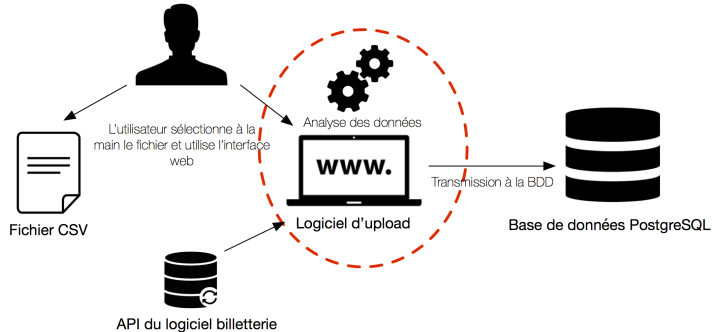 Analyse des données
L'utilisateur sélectionne à la
main le fichier et utilise l'interface
web
www.
Transmission à la BDD
Fichier CSV
Logiciel d'upload
Base de données PostgreSQL
API du logiciel billetterie